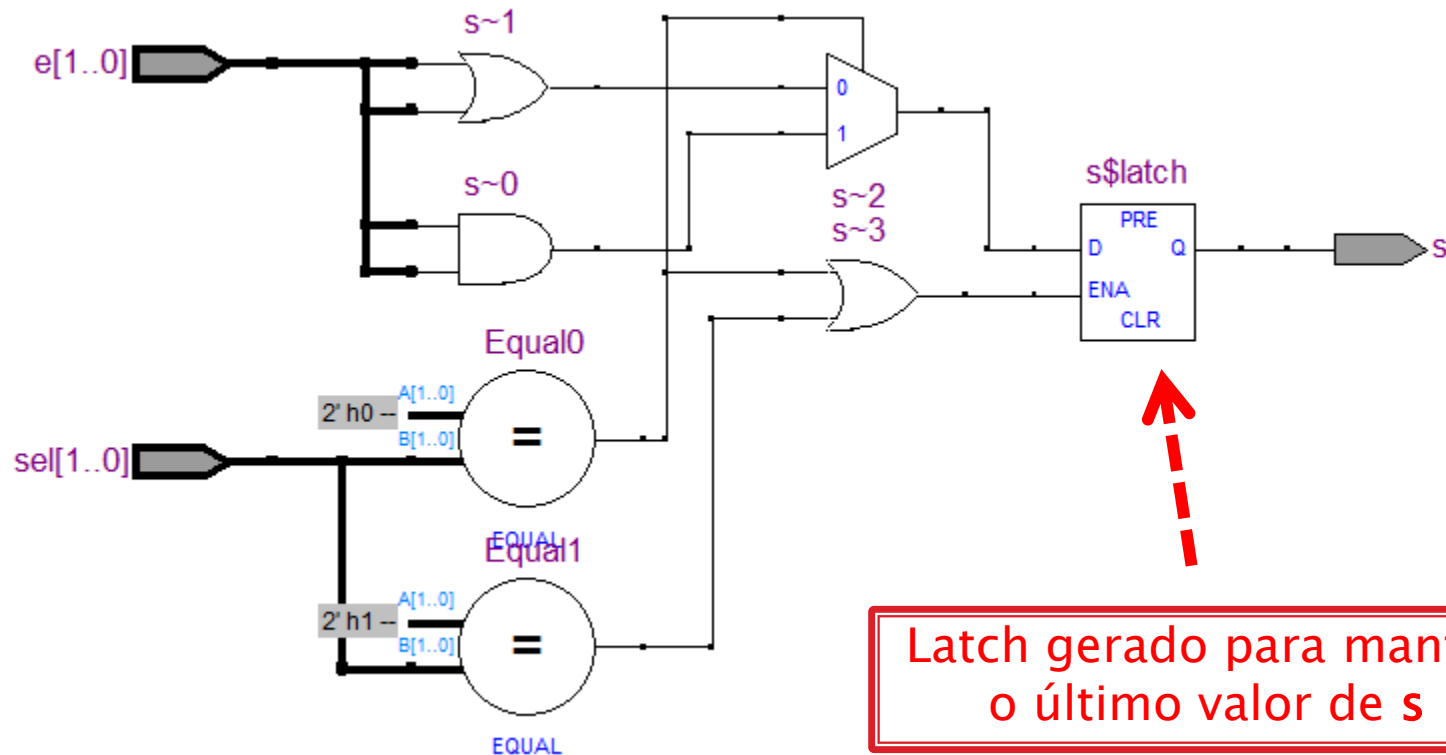 s~1
e[1..0]
0
1
s~0
s~2
s~3
s$latch
PRE
D
Q
ENA
CLR
s
Equal0
A[1..0]
2' h0 --
B[1..0]
=
sel[1..0]
EQUAL
Equal1
A[1..0]
2' h1 --
B[1..0]
=
EQUAL
Latch gerado para
o último valor de s